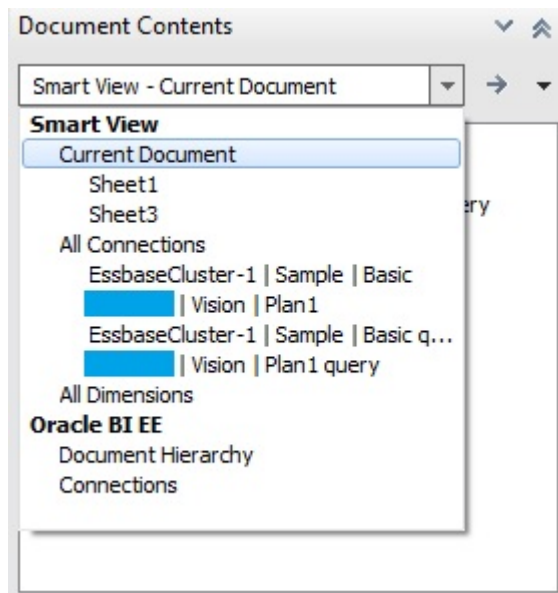 Document Contents
Smart View - Current Document
Smart View
Current Document
Sheet1
Sheet3
ery
All Connections
EssbaseCluster-1 | Sample | Basic
| Vision | Plan1
EssbaseCluster-1 | Sample | Basic q...
| Vision | Plan1 query
All Dimensions
Oracle BI EE
Document Hierarchy
Connections